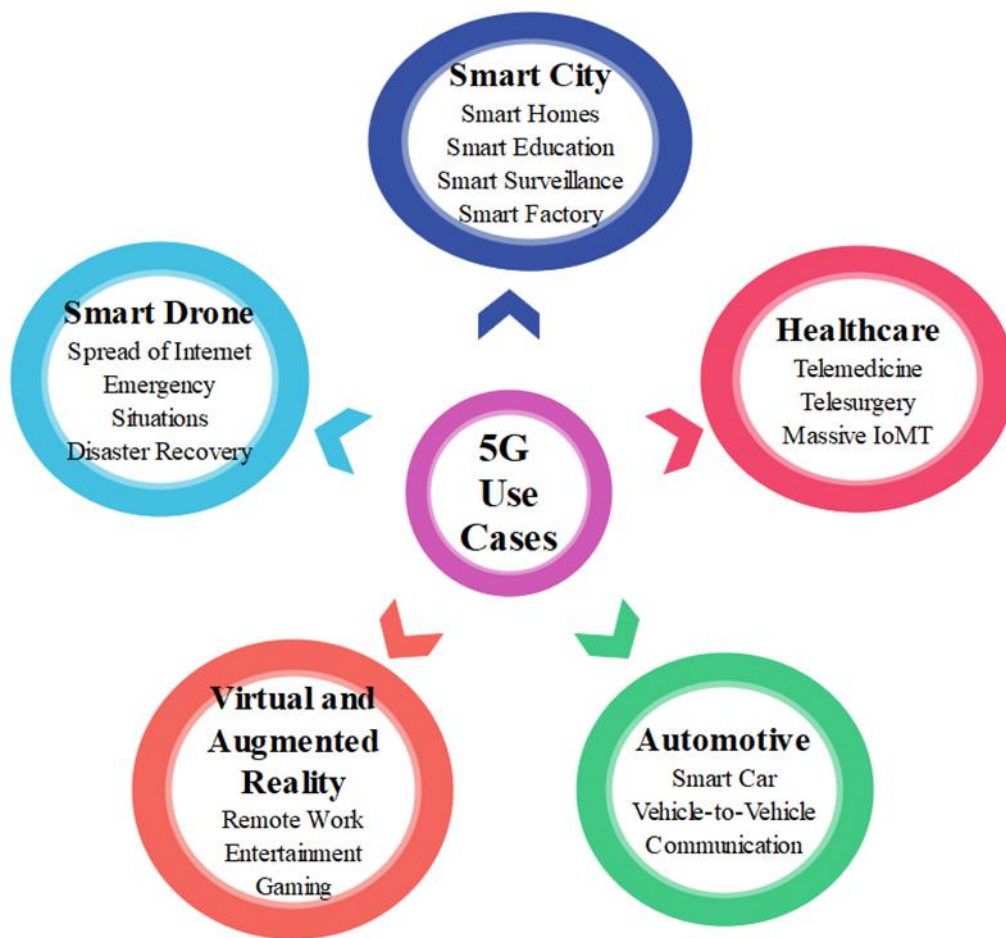 Smart City
Smart Homes
Smart Education
Smart Surveillance
Smart Factory
Smart Drone
Spread of Internet
Emergency
Situations
Disaster Recovery
Healthcare
Telemedicine
Telesurgery
Massive IoMT
5G
Use
Cases
Virtual and
Augmented
Reality
Remote Work
Entertainment
Gaming
Automotive
Smart Car
Vehicle-to-Vehicle
Communication